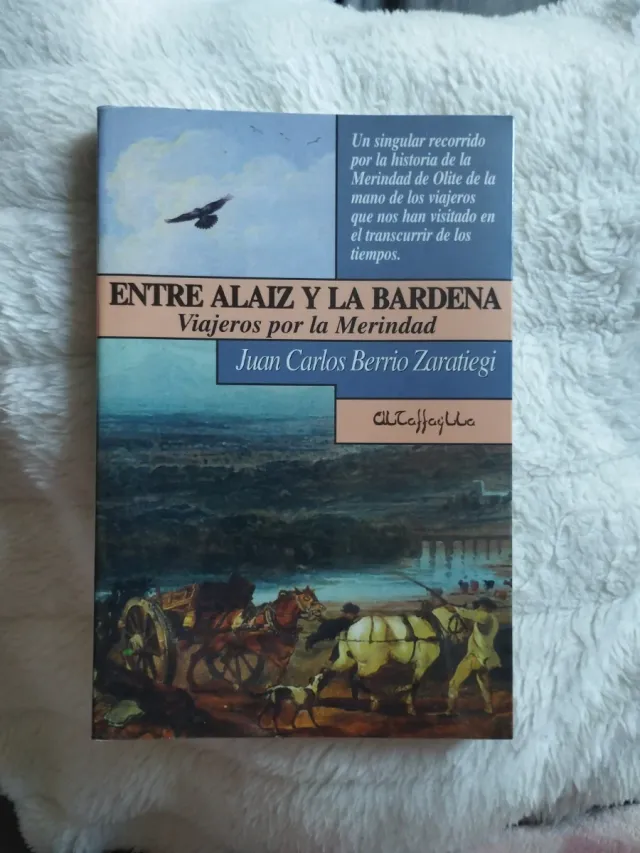 Un singular recorrido
por la historia de la
Merindad de Olite de la
mano de los viajeros
que nos han visitado en
el transcurrir de los
tiempos.
ENTRE ALAIZ Y LA BARDENA
Viajeros por la Merindad
Juan Carlos Berrio Zaratiegi
ALTaffayLLa